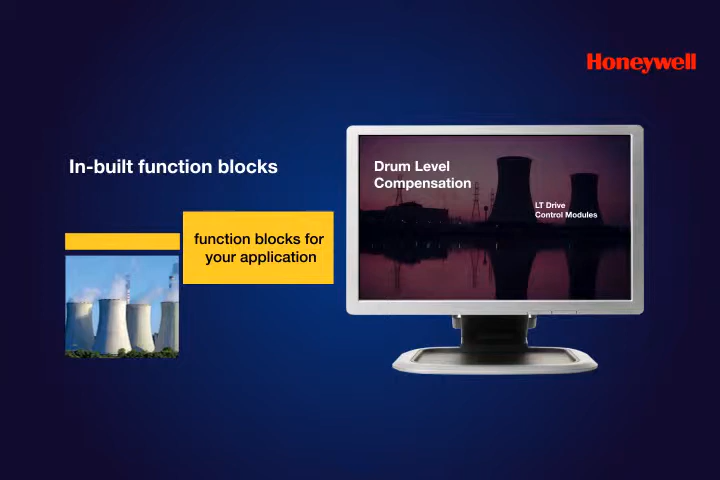 Honeywell
In-built function blocks
function blocks for
your application
Drum Level
Compensation
LT Drive
Control Modules